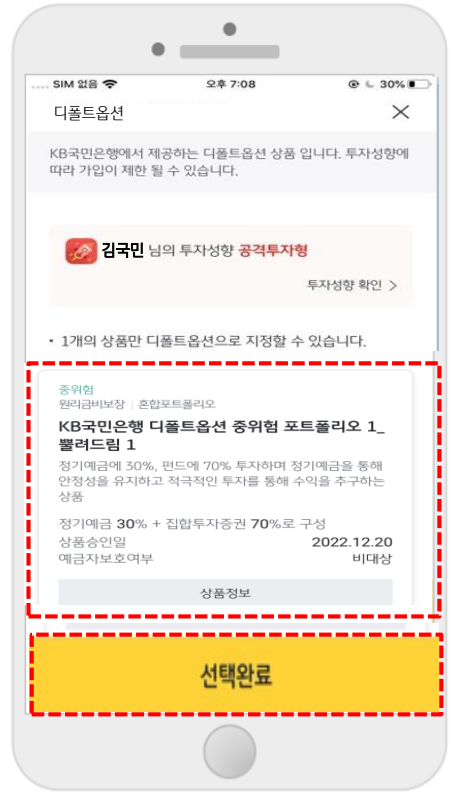 SIM 없음 오후 7:08 30%
디폴트옵션
KB국민은행에서 제공하는 디폴트옵션 상품 입니다. 투자성향에
따라 가입이 제한 될 수 있습니다.
김국민 님의 투자성향 공격투자형
투자성향 확인 >
• 1개의 상품만 디폴트옵션으로 지정할 수 있습니다.
중위험
원리금비보장 | 혼합포트폴리오
KB국민은행 디폴트옵션 중위험 포트폴리오 1_
뿔려드림 1
정기예금에 30%, 펀드에 70% 투자하며 정기예금을 통해
안정성을 유지하고 적극적인 투자를 통해 수익을 추구하는
상품
정기예금 30% + 집합투자증권 70%로 구성
상품승인일 2022.12.20
예금자보호여부 비대상
상품정보
선택완료